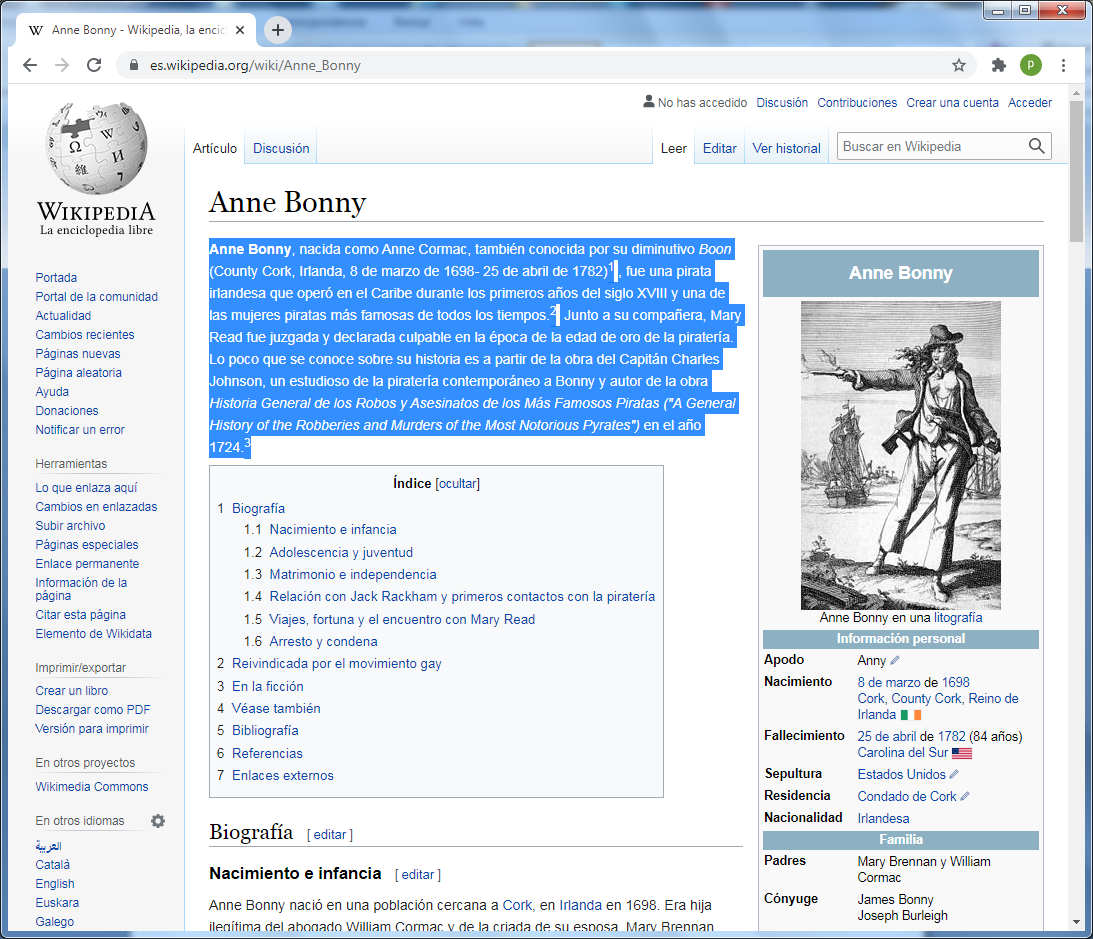 Anne Bonny - Wikipedia, la encic
es.wikipedia.org/wiki/Anne_Bonny
P
No has accedido Discusión Contribuciones Crear una cuenta Acceder
Artículo Discusión Leer Editar Ver historial Buscar en Wikipedia
WIKIPEDIA
La enciclopedia libre
Portada
Portal de la comunidad
Actualidad
Cambios recientes
Páginas nuevas
Página aleatoria
Ayuda
Donaciones
Notificar un error
Herramientas
Lo que enlaza aquí
Cambios en enlazadas
Subir archivo
Páginas especiales
Enlace permanente
Información de la
página
Citar esta página
Elemento de Wikidata
Imprimir/exportar
Crear un libro
Descargar como PDF
Versión para imprimir
En otros proyectos
Wikimedia Commons
En otros idiomas
العربية
Català
English
Euskara
Galego
Anne Bonny
Anne Bonny, nacida como Anne Cormac, también conocida por su diminutivo Boon
(County Cork, Irlanda, 8 de marzo de 1698- 25 de abril de 1782)1 , fue una pirata
irlandesa que operó en el Caribe durante los primeros años del siglo XVIII y una de
las mujeres piratas más famosas de todos los tiempos.2 Junto a su compañera, Mary
Read fue juzgada y declarada culpable en la época de la edad de oro de la piratería.
Lo poco que se conoce sobre su historia es a partir de la obra del Capitán Charles
Johnson, un estudioso de la piratería contemporáneo a Bonny y autor de la obra
Historia General de los Robos y Asesinatos de los Más Famosos Piratas ("A General
History of the Robberies and Murders of the Most Notorious Pyrates") en el año
1724.3
Índice [ocultar]
1 Biografía
1.1 Nacimiento e infancia
1.2 Adolescencia y juventud
1.3 Matrimonio e independencia
1.4 Relación con Jack Rackham y primeros contactos con la piratería
1.5 Viajes, fortuna y el encuentro con Mary Read
1.6 Arresto y condena
2 Reivindicada por el movimiento gay
3 En la ficción
4 Véase también
5 Bibliografía
6 Referencias
7 Enlaces externos
Biografía [ editar ]
Nacimiento e infancia [ editar ]
Anne Bonny nació en una población cercana a Cork, en Irlanda en 1698. Era hija
ilegítima del abogado William Cormac y de la criada de su esposa, Mary Brennan
Anne Bonny
Anne Bonny en una litografía
Información personal
Apodo Anny
Nacimiento 8 de marzo de 1698
Cork, County Cork, Reino de
Irlanda
Fallecimiento 25 de abril de 1782 (84 años)
Carolina del Sur
Sepultura Estados Unidos
Residencia Condado de Cork
Nacionalidad Irlandesa
Familia
Padres Mary Brennan y William
Cormac
Cónyuge James Bonny
Joseph Burleigh